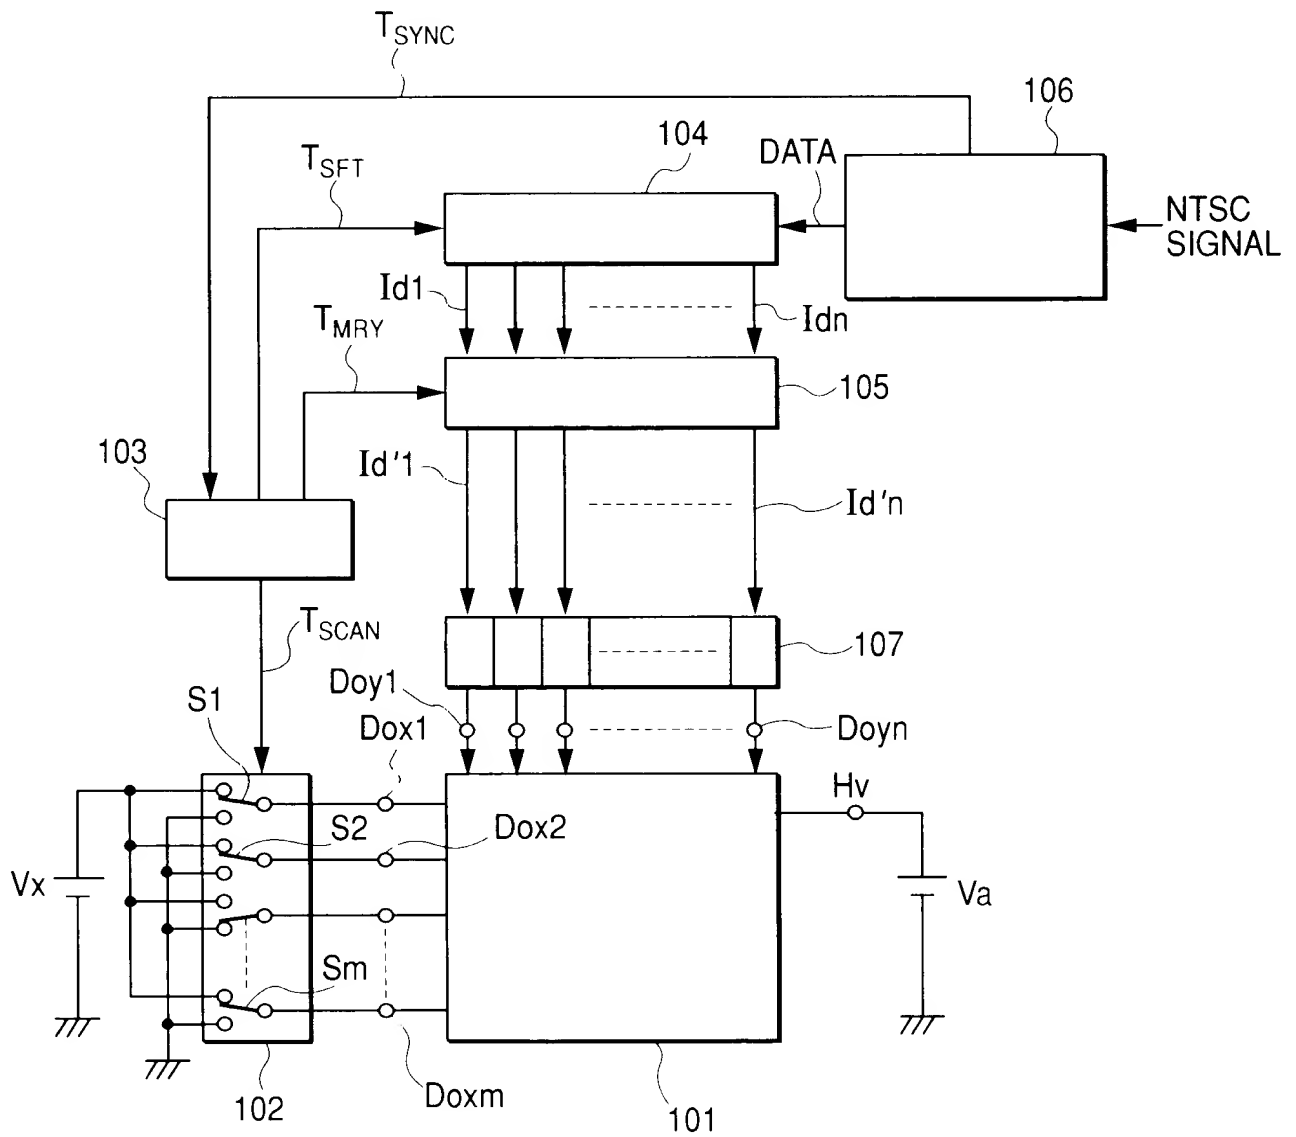 TSYNC
106
104
DATA
TSFT
NTSC
SIGNAL
Id1
Idn
TMRY
105
103
Id'1
Id'n
TSCAN
107
Doy1
S1
Dox1
Doyn
Hv
S2
Dox2
Vx
Va
Sm
Doxm
102
101